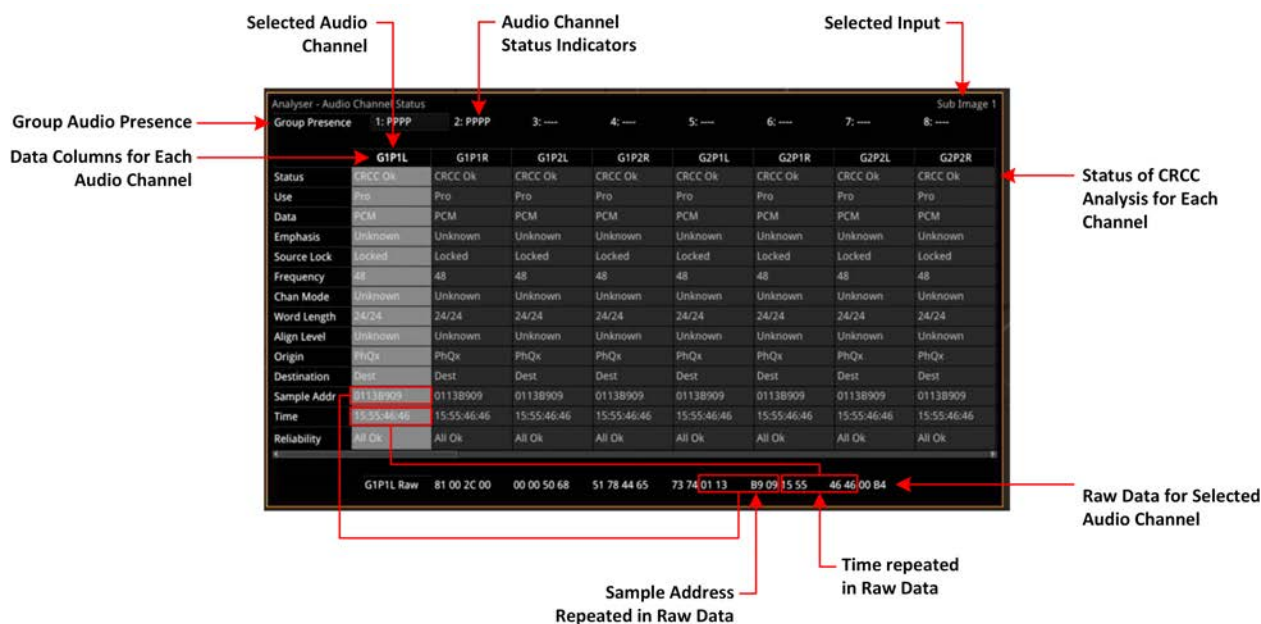 Selected Audio
Channel
Audio Channel
Status Indicators
Selected Input
Analyser - Audio Channel Status
Sub Image 1
Group Audio Presence
Group Presence 1: PPPP 2: PPPP 3: ---- 4: ---- 5: ---- 6: ---- 7: ---- 8: ----
Data Columns for Each
Audio Channel
G1P1L G1P1R G1P2L G1P2R G2P1L G2P1R G2P2L G2P2R
Status CRCC Ok CRCC Ok CRCC Ok CRCC Ok CRCC Ok CRCC Ok CRCC Ok CRCC Ok
Use Pro Pro Pro Pro Pro Pro Pro Pro
Data PCM PCM PCM PCM PCM PCM PCM PCM
Emphasis Unknown Unknown Unknown Unknown Unknown Unknown Unknown Unknown
Source Lock Locked Locked Locked Locked Locked Locked Locked Locked
Frequency 48 48 48 48 48 48 48 48
Chan Mode Unknown Unknown Unknown Unknown Unknown Unknown Unknown Unknown
Word Length 24/24 24/24 24/24 24/24 24/24 24/24 24/24 24/24
Align Level Unknown Unknown Unknown Unknown Unknown Unknown Unknown Unknown
Origin PhQx PhQx PhQx PhQx PhQx PhQx PhQx PhQx
Destination Dest Dest Dest Dest Dest Dest Dest Dest
Sample Addr 0113B909 0113B909 0113B909 0113B909 0113B909 0113B909 0113B909 0113B909
Time 15:55:46:46 15:55:46:46 15:55:46:46 15:55:46:46 15:55:46:46 15:55:46:46 15:55:46:46 15:55:46:46
Reliability All Ok All Ok All Ok All Ok All Ok All Ok All Ok All Ok
Status of CRCC
Analysis for Each
Channel
G1P1L Raw 81 00 2C 00 00 00 50 68 51 78 44 65 73 74 01 13 B9 09 15 55 46 46 00 B4
Raw Data for Selected
Audio Channel
Time repeated
in Raw Data
Sample Address
Repeated in Raw Data